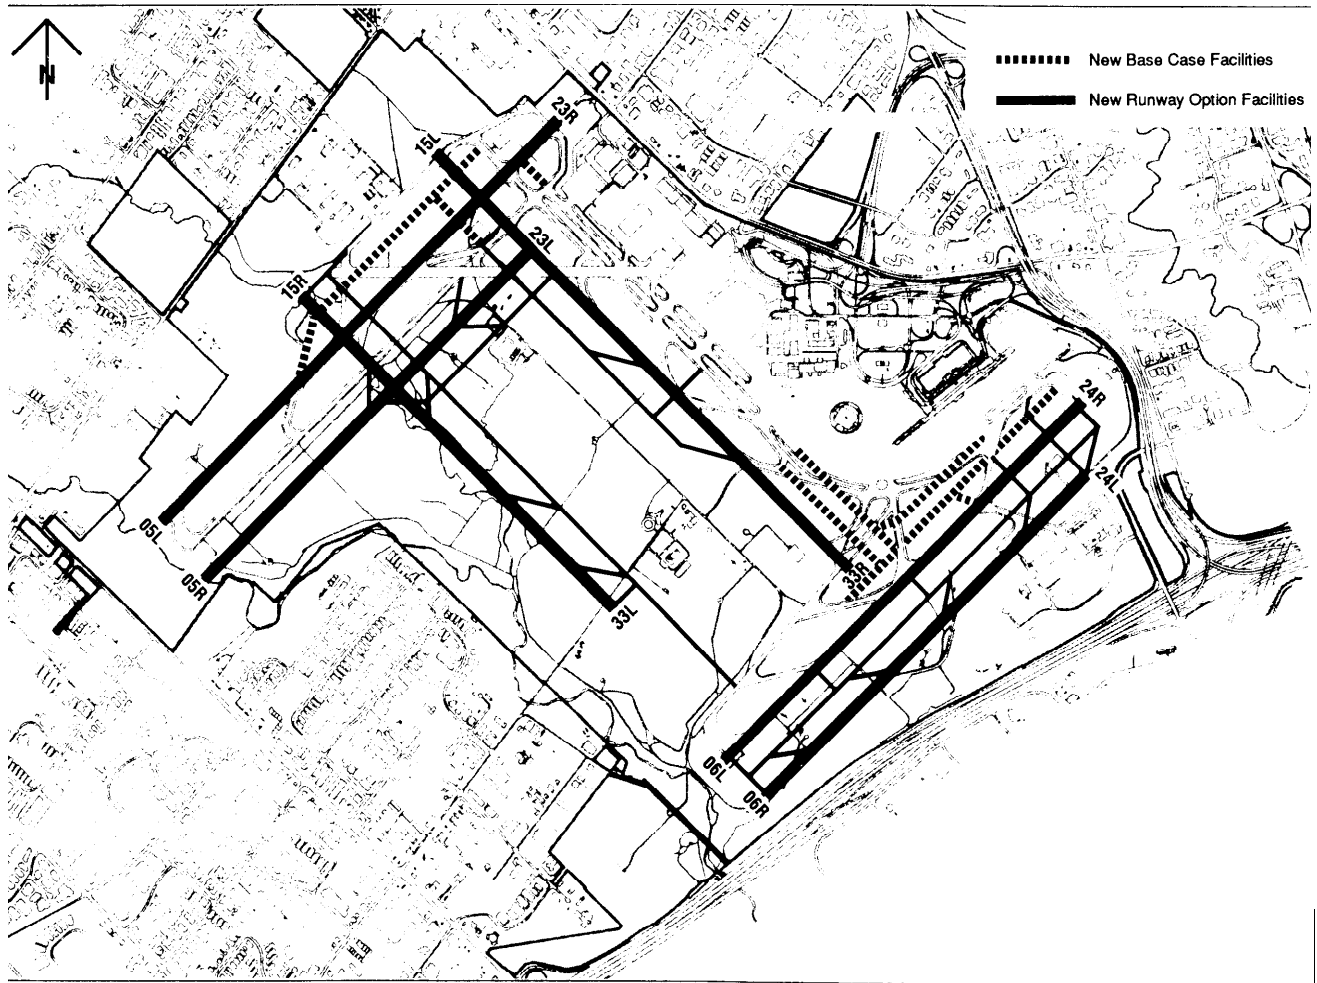 N
New Base Case Facilities
New Runway Option Facilities
23R
15L
23L
15R
24R
24L
05L
05R
33R
33L
06L
06R